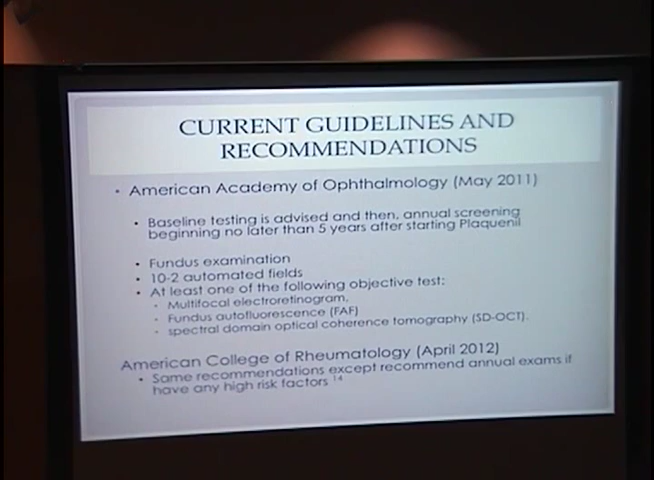 CURRENT GUIDELINES AND
RECOMMENDATIONS
• American Academy of Ophthalmology (May 2011)
• Baseline testing is advised and then, annual screening
beginning no later than 5 years after starting Plaquenil
• Fundus examination
• 10-2 automated fields
• At least one of the following objective test:
- Multifocal electroretinogram,
- Fundus autofluorescence (FAF)
- spectral domain optical coherence tomography (SD-OCT).
American College of Rheumatology (April 2012)
• Same recommendations except recommend annual exams if
have any high risk factors 14